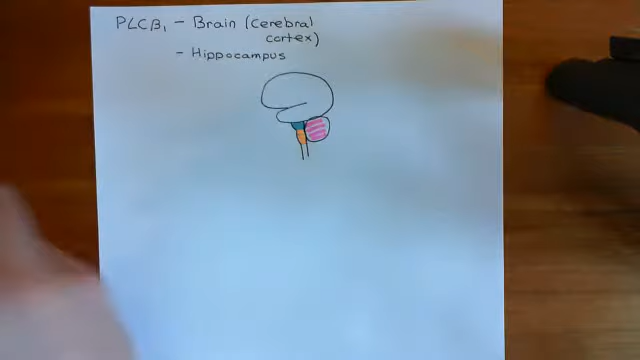 PLCβ₁ - Brain (cerebral
cortex)
- Hippocampus